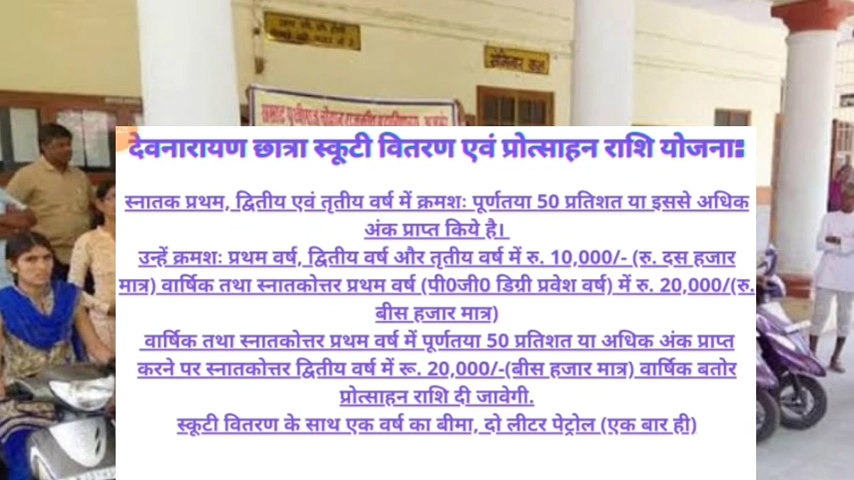 सेमिनार कक्ष
देवनारायण छात्रा स्कूटी वितरण एवं प्रोत्साहन राशि योजना:
स्नातक प्रथम, द्वितीय एवं तृतीय वर्ष में क्रमशः पूर्णतया 50 प्रतिशत या इससे अधिक
अंक प्राप्त किये है।
उन्हें क्रमशः प्रथम वर्ष, द्वितीय वर्ष और तृतीय वर्ष में रु. 10,000/- (रु. दस हजार
मात्र) वार्षिक तथा स्नातकोत्तर प्रथम वर्ष (पी0जी0 डिग्री प्रवेश वर्ष) में रु. 20,000/(रु.
बीस हजार मात्र)
वार्षिक तथा स्नातकोत्तर प्रथम वर्ष में पूर्णतया 50 प्रतिशत या अधिक अंक प्राप्त
करने पर स्नातकोत्तर द्वितीय वर्ष में रू. 20,000/-(बीस हजार मात्र) वार्षिक बतोर
प्रोत्साहन राशि दी जावेगी.
स्कूटी वितरण के साथ एक वर्ष का बीमा, दो लीटर पेट्रोल (एक बार ही)